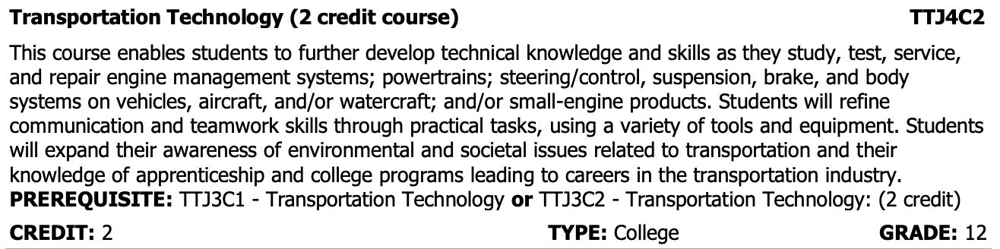 Transportation Technology (2 credit course) TTJ4C2
This course enables students to further develop technical knowledge and skills as they study, test, service,
and repair engine management systems; powertrains; steering/control, suspension, brake, and body
systems on vehicles, aircraft, and/or watercraft; and/or small-engine products. Students will refine
communication and teamwork skills through practical tasks, using a variety of tools and equipment. Students
will expand their awareness of environmental and societal issues related to transportation and their
knowledge of apprenticeship and college programs leading to careers in the transportation industry.
PREREQUISITE: TTJ3C1 - Transportation Technology or TTJ3C2 - Transportation Technology: (2 credit)
CREDIT: 2 TYPE: College GRADE: 12